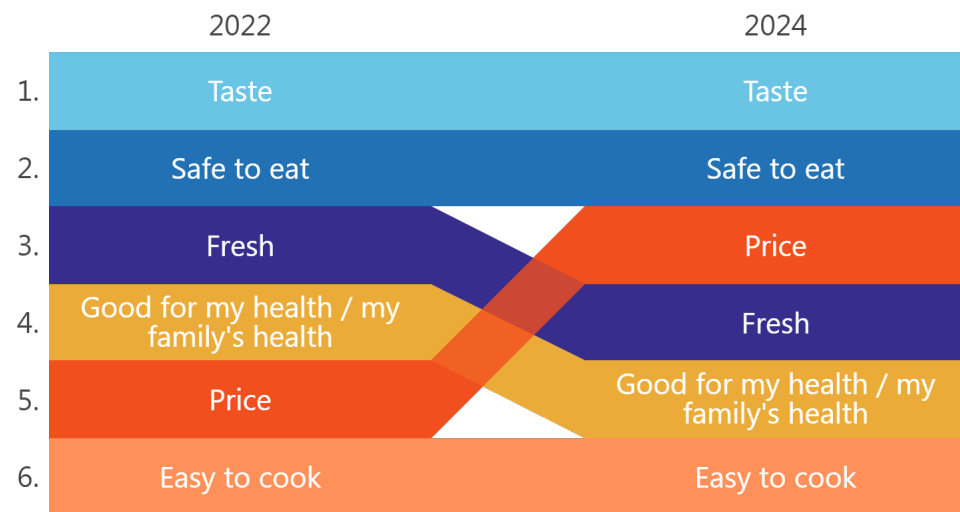 2022 2024
1. Taste Taste
2. Safe to eat Safe to eat
3. Fresh Price
4. Good for my health / my
family's health Fresh
5. Price Good for my health / my
family's health
6. Easy to cook Easy to cook